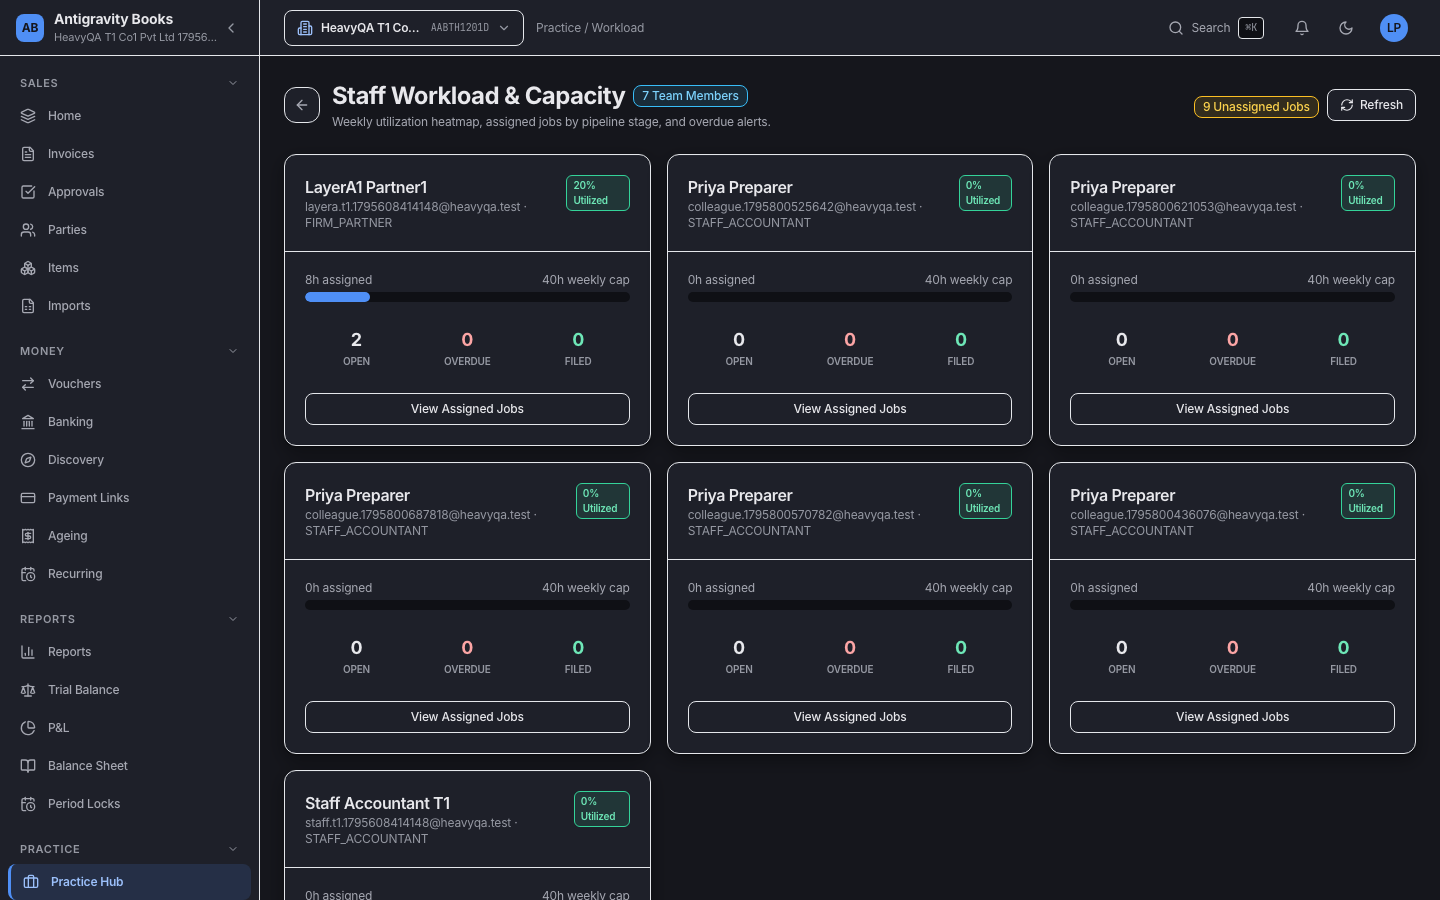 AB
Antigravity Books
HeavyQA T1 Co1 Pvt Ltd 17956...
SALES
Home
Invoices
Approvals
Parties
Items
Imports
MONEY
Vouchers
Banking
Discovery
Payment Links
Ageing
Recurring
REPORTS
Reports
Trial Balance
P&L
Balance Sheet
Period Locks
PRACTICE
Practice Hub
HeavyQA T1 Co... AABTH1201D
Practice / Workload
Search ⌘K
LP
Staff Workload & Capacity
7 Team Members
Weekly utilization heatmap, assigned jobs by pipeline stage, and overdue alerts.
9 Unassigned Jobs
Refresh
LayerA1 Partner1
layera.t1.1795608414148@heavyqa.test ·
FIRM_PARTNER
20%
Utilized
8h assigned
40h weekly cap
2
OPEN
0
OVERDUE
0
FILED
View Assigned Jobs
Priya Preparer
colleague.1795800525642@heavyqa.test ·
STAFF_ACCOUNTANT
0%
Utilized
0h assigned
40h weekly cap
0
OPEN
0
OVERDUE
0
FILED
View Assigned Jobs
Priya Preparer
colleague.1795800621053@heavyqa.test ·
STAFF_ACCOUNTANT
0%
Utilized
0h assigned
40h weekly cap
0
OPEN
0
OVERDUE
0
FILED
View Assigned Jobs
Priya Preparer
colleague.1795800687818@heavyqa.test ·
STAFF_ACCOUNTANT
0%
Utilized
0h assigned
40h weekly cap
0
OPEN
0
OVERDUE
0
FILED
View Assigned Jobs
Priya Preparer
colleague.1795800570782@heavyqa.test ·
STAFF_ACCOUNTANT
0%
Utilized
0h assigned
40h weekly cap
0
OPEN
0
OVERDUE
0
FILED
View Assigned Jobs
Priya Preparer
colleague.1795800436076@heavyqa.test ·
STAFF_ACCOUNTANT
0%
Utilized
0h assigned
40h weekly cap
0
OPEN
0
OVERDUE
0
FILED
View Assigned Jobs
Staff Accountant T1
staff.t1.1795608414148@heavyqa.test ·
STAFF_ACCOUNTANT
0%
Utilized
0h assigned
40h weekly cap